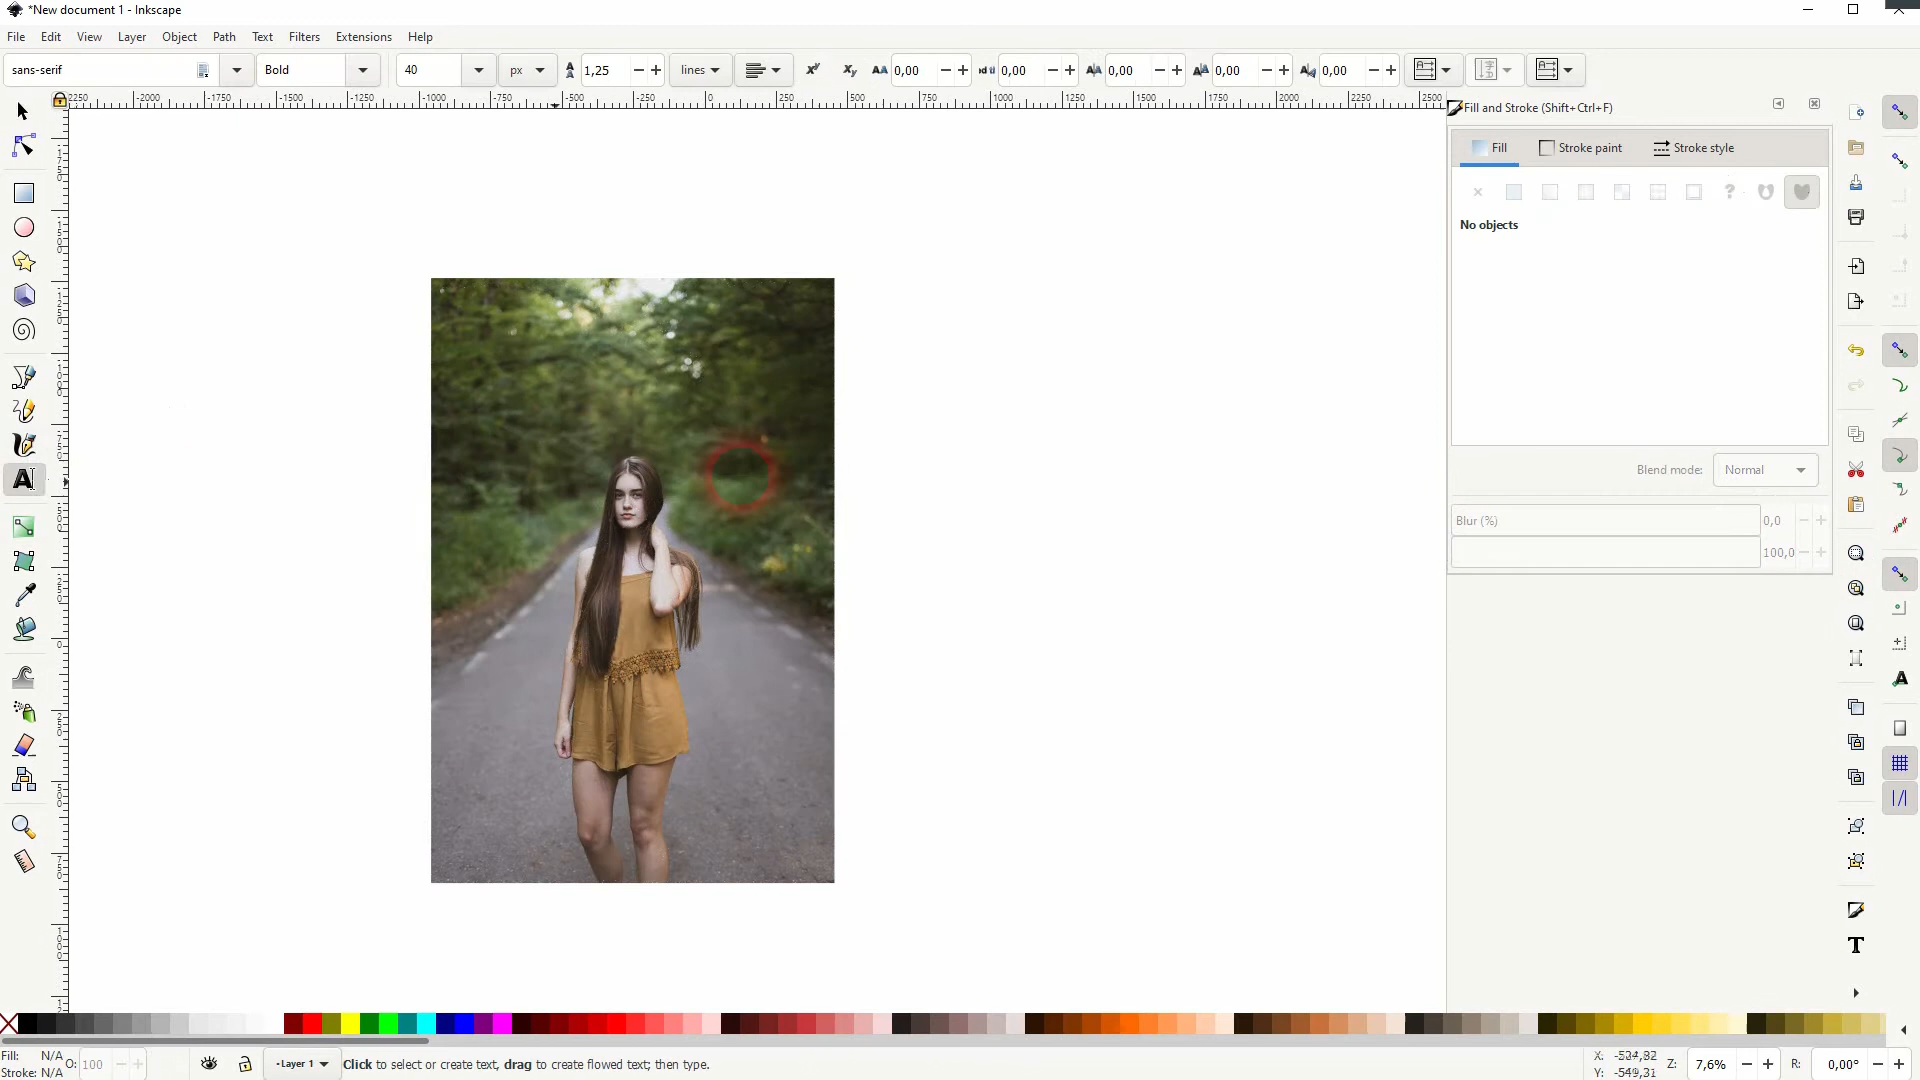 *New document 1 - Inkscape
File Edit View Layer Object Path Text Filters Extensions Help
sans-serif Bold 40 px 1,25 lines 0,00 0,00 0,00 0,00 0,00
Fill and Stroke (Shift+Ctrl+F)
Fill Stroke paint Stroke style
No objects
Blend mode: Normal
Blur (%) 0,0
100,0
Fill: N/A
Stroke: N/A
O: 100
Layer 1
Click to select or create text, drag to create flowed text; then type.
X: -524,82
Y: -549,31
Z: 7,6%
R: 0,00°